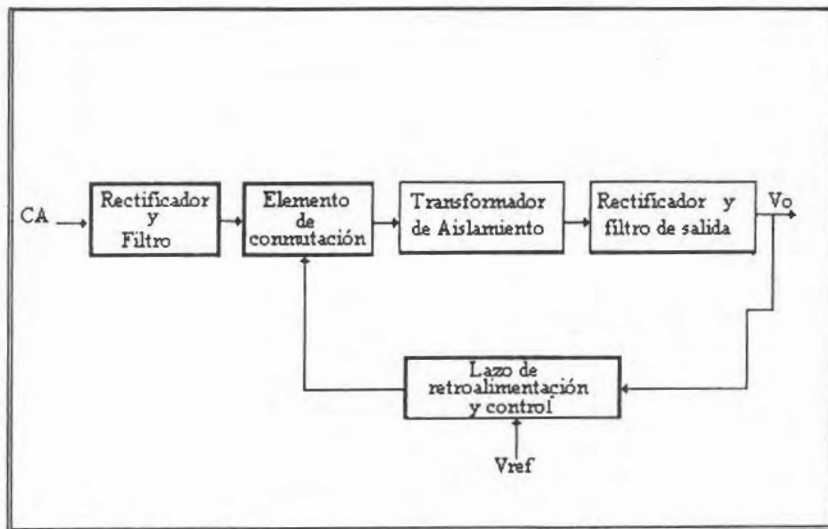 CA
Rectificador
y
Filtro
Elemento
de
conmutación
Transformador
de Aislamiento
Rectificador y
filtro de salida
Vo
Lazo de
retroalimentación
y control
Vref